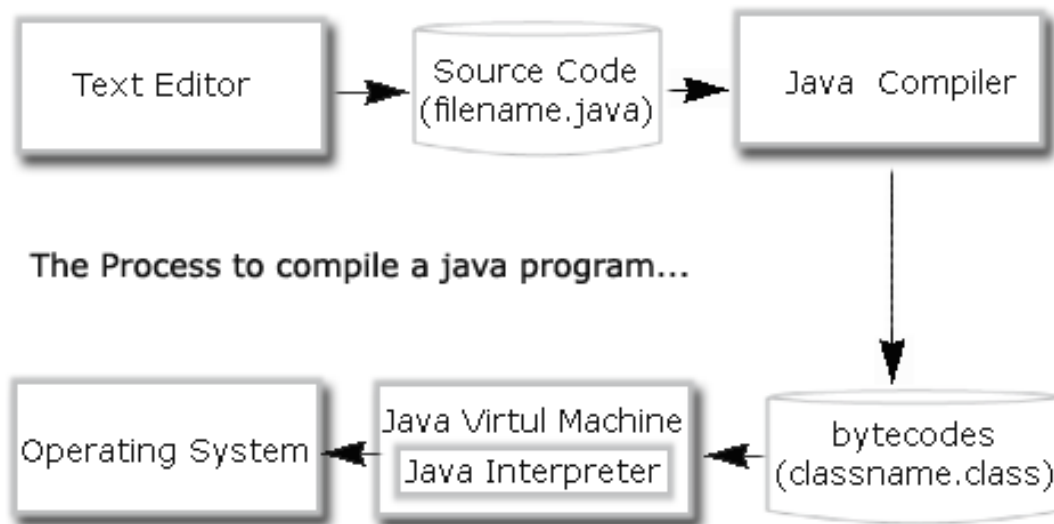 Text Editor
Source Code
(filename.java)
Java Compiler
The Process to compile a java program...
Operating System
Java Virtul Machine
Java Interpreter
bytecodes
(classname.class)